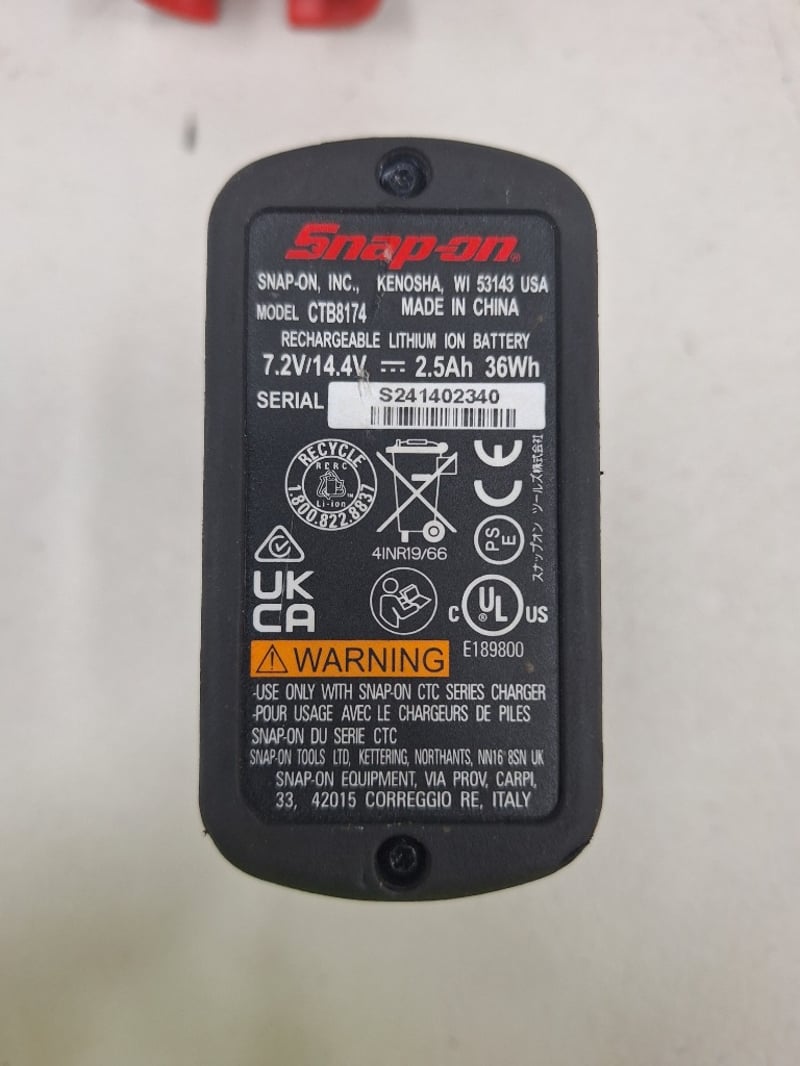 Snap-on®
SNAP-ON, INC., KENOSHA, WI 53143 USA
MODEL CTB8174 MADE IN CHINA
RECHARGEABLE LITHIUM ION BATTERY
7.2V/14.4V 2.5Ah 36Wh
SERIAL S241402340
RECYCLE
RBRC
Li-ion
1.800.822.8837
4INR19/66
CE
PSE
スナップオン ツールズ株式会社
UK
CA
C UL® US
E189800
⚠ WARNING
-USE ONLY WITH SNAP-ON CTC SERIES CHARGER
-POUR USAGE AVEC LE CHARGEURS DE PILES
SNAP-ON DU SERIE CTC
SNAP-ON TOOLS LTD, KETTERING, NORTHANTS, NN16 8SN UK
SNAP-ON EQUIPMENT, VIA PROV, CARPI,
33, 42015 CORREGGIO RE, ITALY